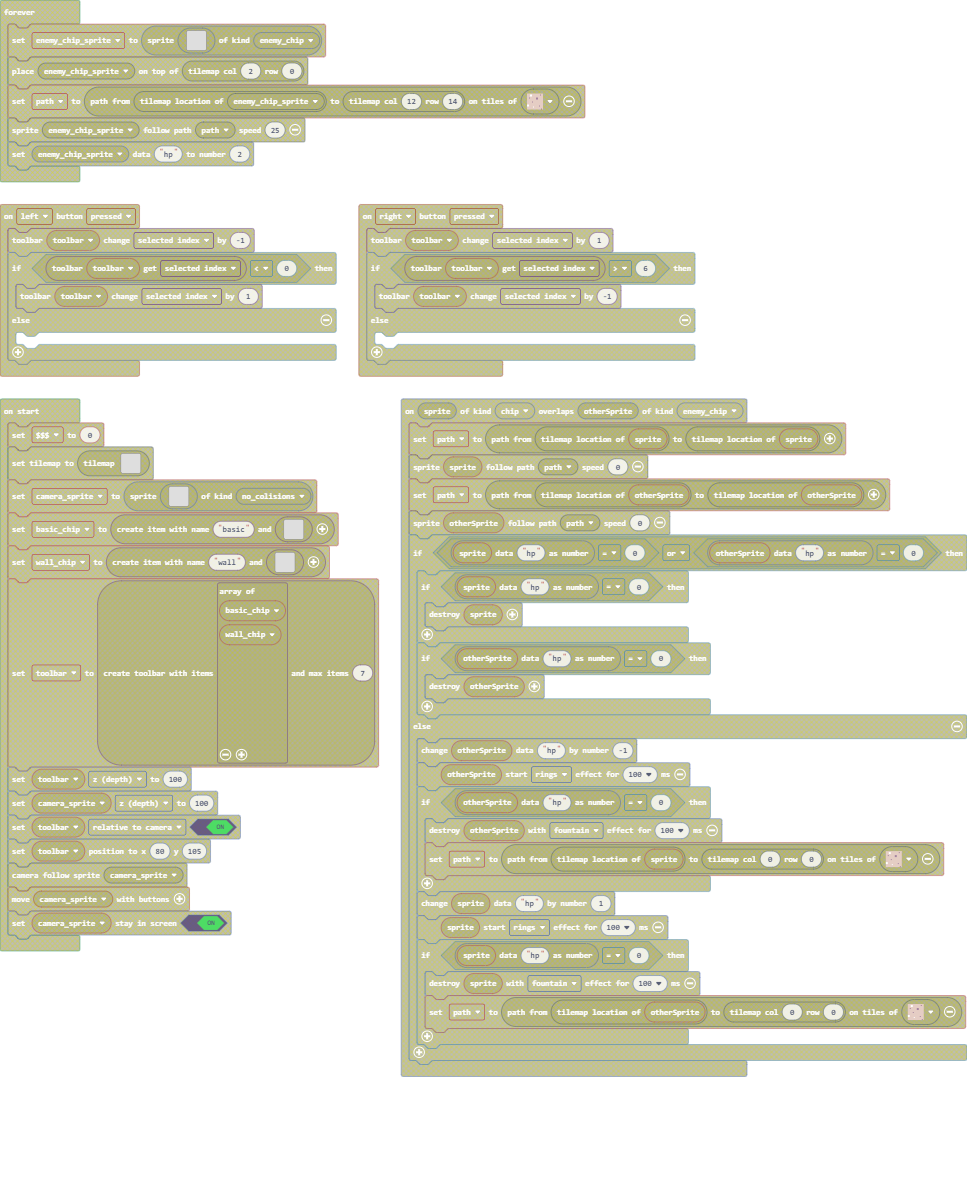 forever
set enemy_chip_sprite to sprite of kind enemy_chip
place enemy_chip_sprite on top of tilemap col 2 row 0
set path to path from tilemap location of enemy_chip_sprite to tilemap col 12 row 14 on tiles of
sprite enemy_chip_sprite follow path path speed 25
set enemy_chip_sprite data "hp" to number 2
on left button pressed
toolbar toolbar change selected index by -1
if toolbar toolbar get selected index < 0 then
toolbar toolbar change selected index by 1
else
on right button pressed
toolbar toolbar change selected index by 1
if toolbar toolbar get selected index > 6 then
toolbar toolbar change selected index by -1
else
on start
set $$$ to 0
set tilemap to tilemap
set camera_sprite to sprite of kind no_colisions
set basic_chip to create item with name "basic" and
set wall_chip to create item with name "wall" and
set toolbar to create toolbar with items array of basic_chip wall_chip and max items 7
set toolbar z (depth) to 100
set camera_sprite z (depth) to 100
set toolbar relative to camera ON
set toolbar position to x 80 y 105
camera follow sprite camera_sprite
move camera_sprite with buttons
set camera_sprite stay in screen ON
on sprite of kind chip overlaps otherSprite of kind enemy_chip
set path to path from tilemap location of sprite to tilemap location of sprite
sprite sprite follow path path speed 0
set path to path from tilemap location of otherSprite to tilemap location of otherSprite
sprite otherSprite follow path path speed 0
if sprite data "hp" as number = 0 or otherSprite data "hp" as number = 0 then
if sprite data "hp" as number = 0 then
destroy sprite
if otherSprite data "hp" as number = 0 then
destroy otherSprite
else
change otherSprite data "hp" by number -1
otherSprite start rings effect for 100 ms
if otherSprite data "hp" as number = 0 then
destroy otherSprite with fountain effect for 100 ms
set path to path from tilemap location of sprite to tilemap col 0 row 0 on tiles of
change sprite data "hp" by number 1
sprite start rings effect for 100 ms
if sprite data "hp" as number = 0 then
destroy sprite with fountain effect for 100 ms
set path to path from tilemap location of otherSprite to tilemap col 0 row 0 on tiles of